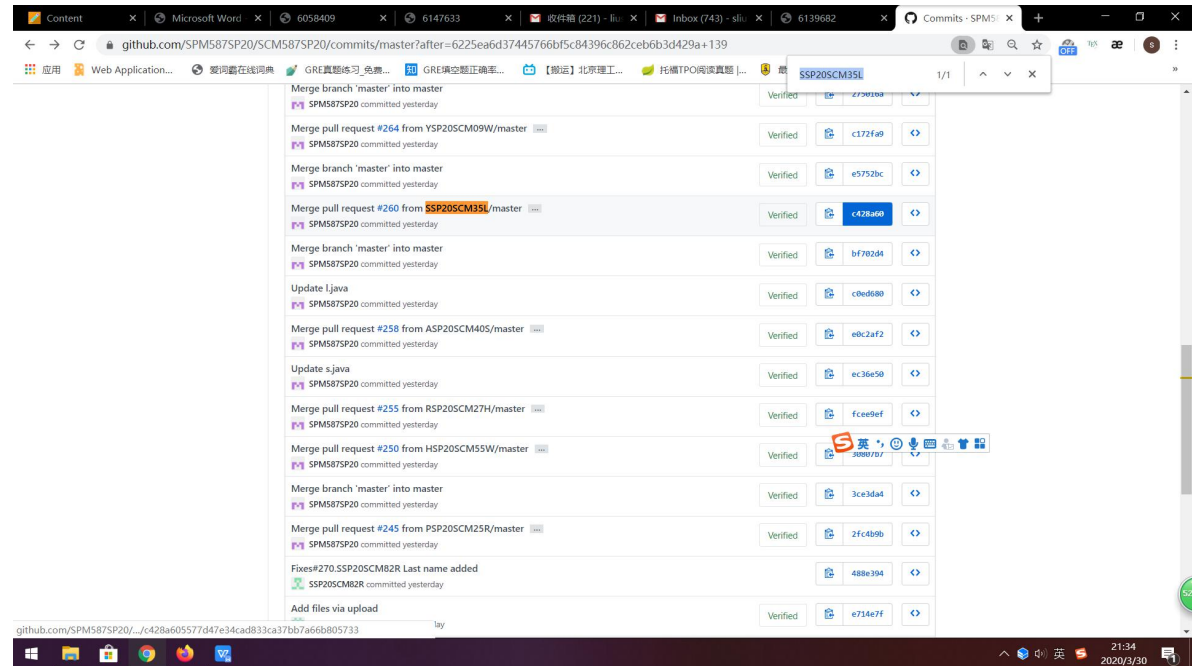 Content
Microsoft Word
6058409
6147633
收件箱 (221) - liu
Inbox (743) - sliu
6139682
Commits · SPM5
github.com/SPM587SP20/SCM587SP20/commits/master?after=6225ea6d37445766bf5c84396c862ceb6b3d429a+139
OFF
TEX
æ
s
应用
Web Application...
爱词霸在线词典
GRE真题练习_免费...
知 GRE填空题正确率...
【搬运】北京理工...
托福TPO阅读真题 |...
最
SSP20SCM35L
1/1
Merge branch 'master' into master
SPM587SP20 committed yesterday
Verified
275016a
Merge pull request #264 from YSP20SCM09W/master ...
SPM587SP20 committed yesterday
Verified
c172fa9
Merge branch 'master' into master
SPM587SP20 committed yesterday
Verified
e5752bc
Merge pull request #260 from SSP20SCM35L/master ...
SPM587SP20 committed yesterday
Verified
c428a60
Merge branch 'master' into master
SPM587SP20 committed yesterday
Verified
bf702d4
Update l.java
SPM587SP20 committed yesterday
Verified
c0ed680
Merge pull request #258 from ASP20SCM40S/master ...
SPM587SP20 committed yesterday
Verified
e0c2af2
Update s.java
SPM587SP20 committed yesterday
Verified
ec36e50
Merge pull request #255 from RSP20SCM27H/master ...
SPM587SP20 committed yesterday
Verified
fcee9ef
Merge pull request #250 from HSP20SCM55W/master ...
SPM587SP20 committed yesterday
Verified
30807b7
S 英
Merge branch 'master' into master
SPM587SP20 committed yesterday
Verified
3ce3da4
Merge pull request #245 from PSP20SCM25R/master ...
SPM587SP20 committed yesterday
Verified
2fc4b9b
Fixes#270.SSP20SCM82R Last name added
SSP20SCM82R committed yesterday
488e394
Add files via upload
Verified
e714e7f
52
github.com/SPM587SP20/.../c428a605577d47e34cad833ca37bb7a66b805733
英
21:34
2020/3/30